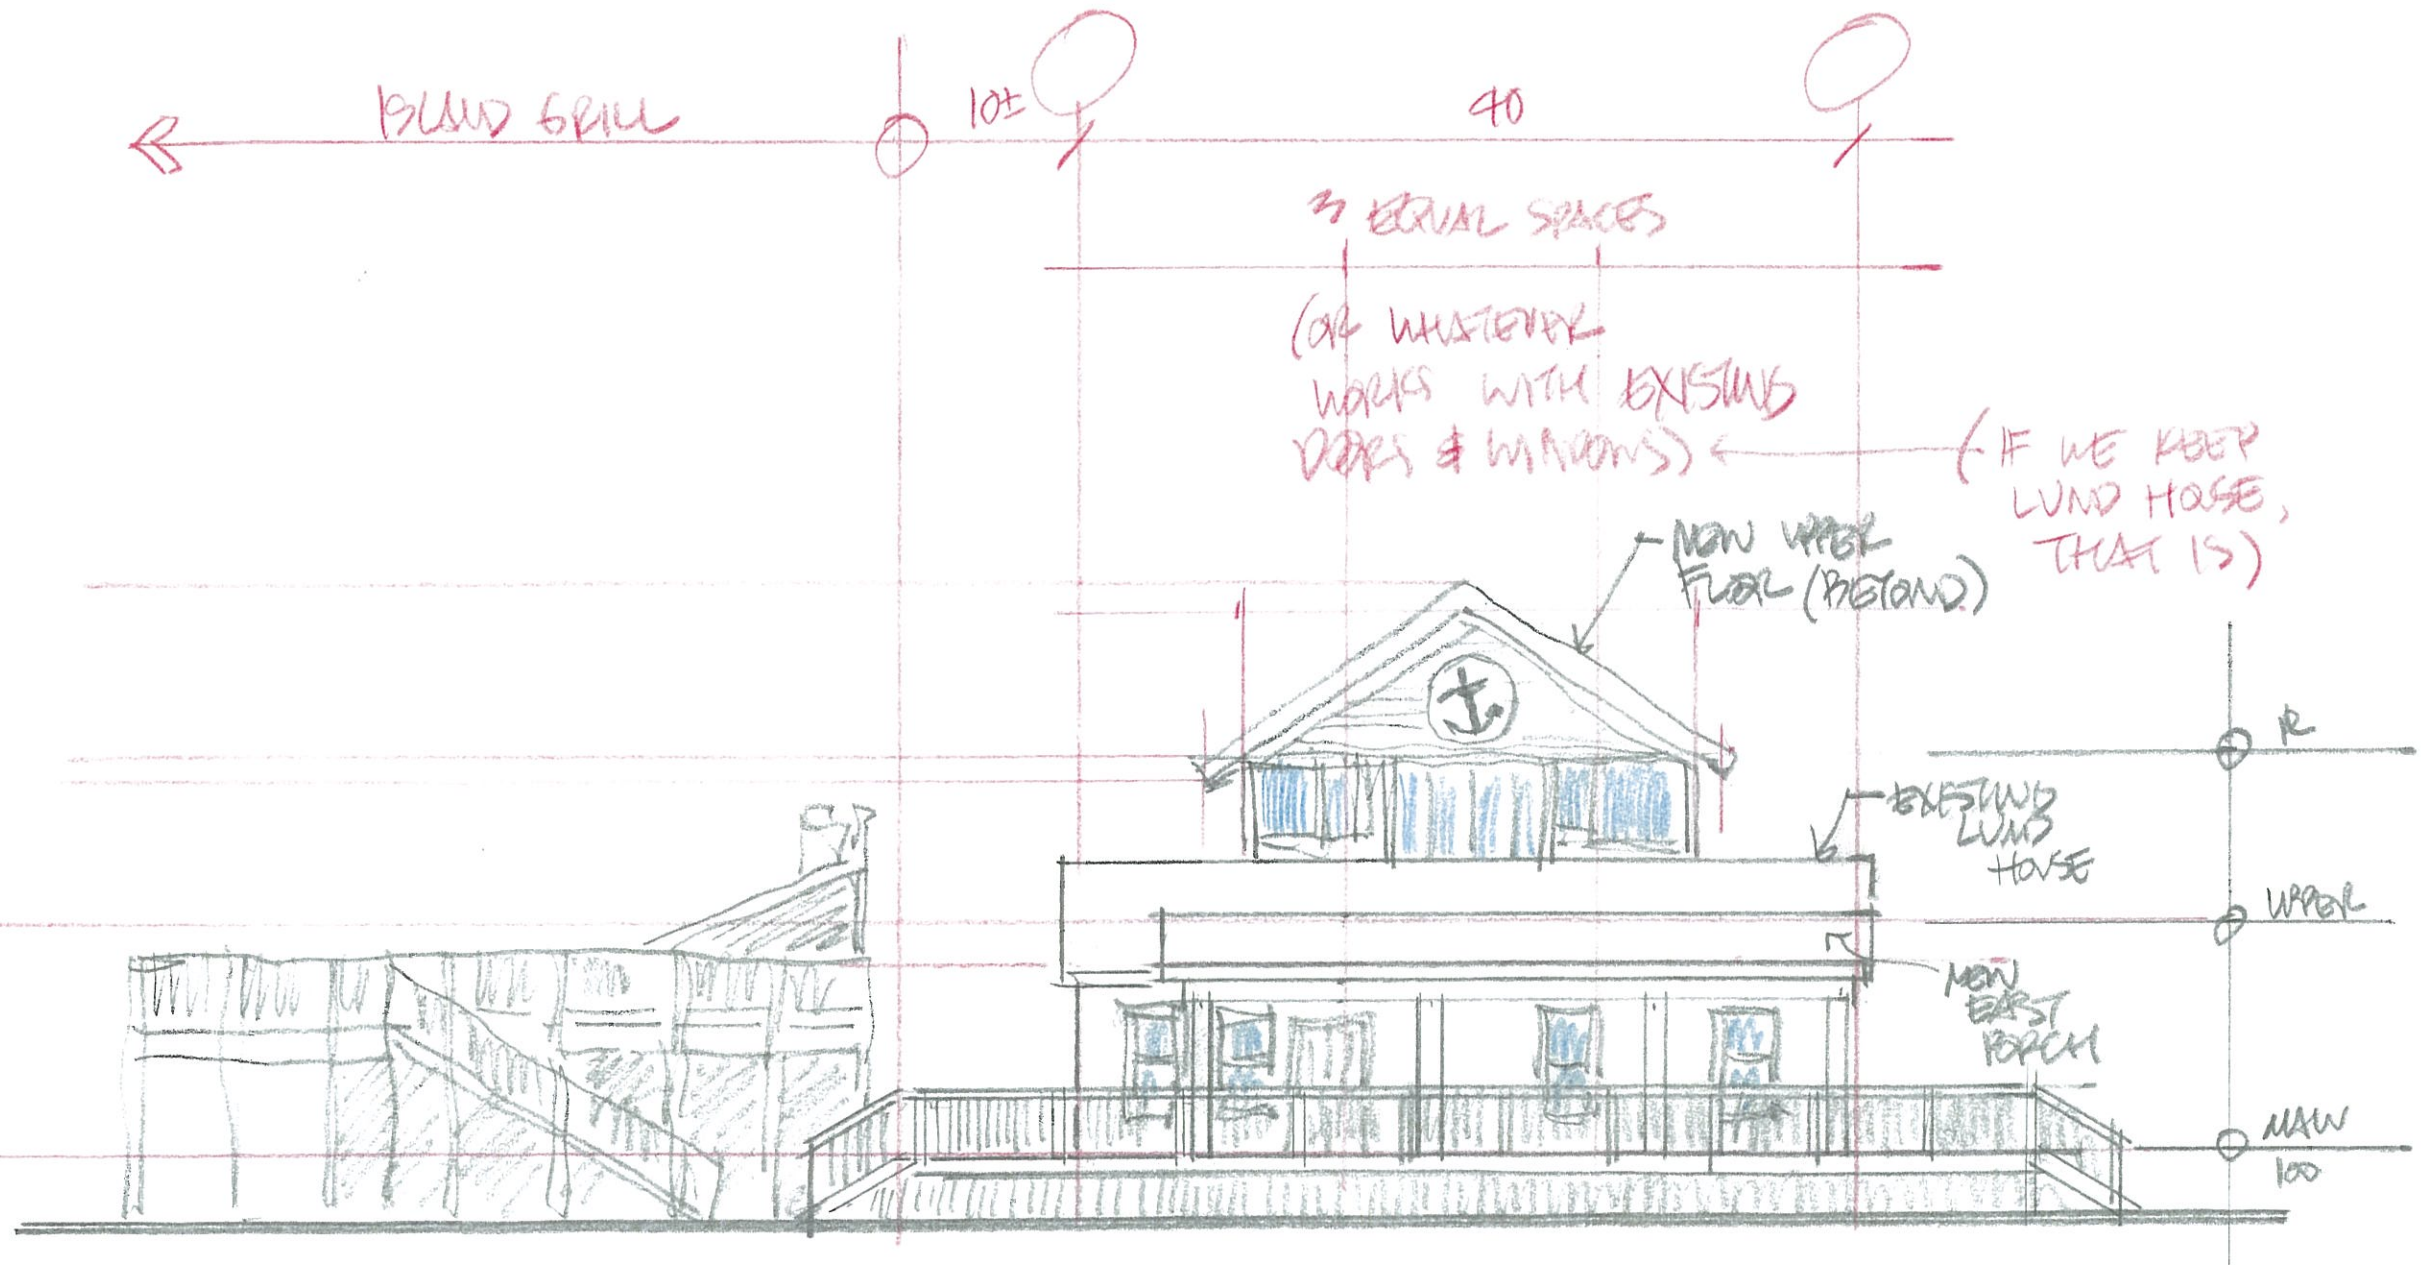 ISLAND GRILL
10±
40
3 EQUAL SPACES
(OR WHATEVER
WORKS WITH EXISTING
DOORS & WINDOWS)
(IF WE KEEP
LUND HOUSE,
THAT IS)
NEW UPPER
FLOOR (BEYOND)
R
EXISTING
LUND
HOUSE
UPPER
NEW
EAST
PORCH
MAIN
100